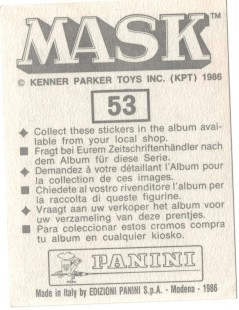 MASK™
© KENNER PARKER TOYS INC. (KPT) 1986
53
◆ Collect these stickers in the album avai-
lable from your local shop.
■ Fragt bei Eurem Zeitschriftenhändler nach
dem Album für diese Serie.
◆ Demandez à votre détaillant l'Album pour
la collection de ces images.
■ Chiedete al vostro rivenditore l'album per
la raccolta di queste figurine.
◆ Vraagt aan uw verkoper het album voor
uw verzameling van deze prentjes.
■ Para coleccionar estos cromos compra
tu album en cualquier kiosko.
PANINI
Made in Italy by EDIZIONI PANINI S.p.A. - Modena - 1986